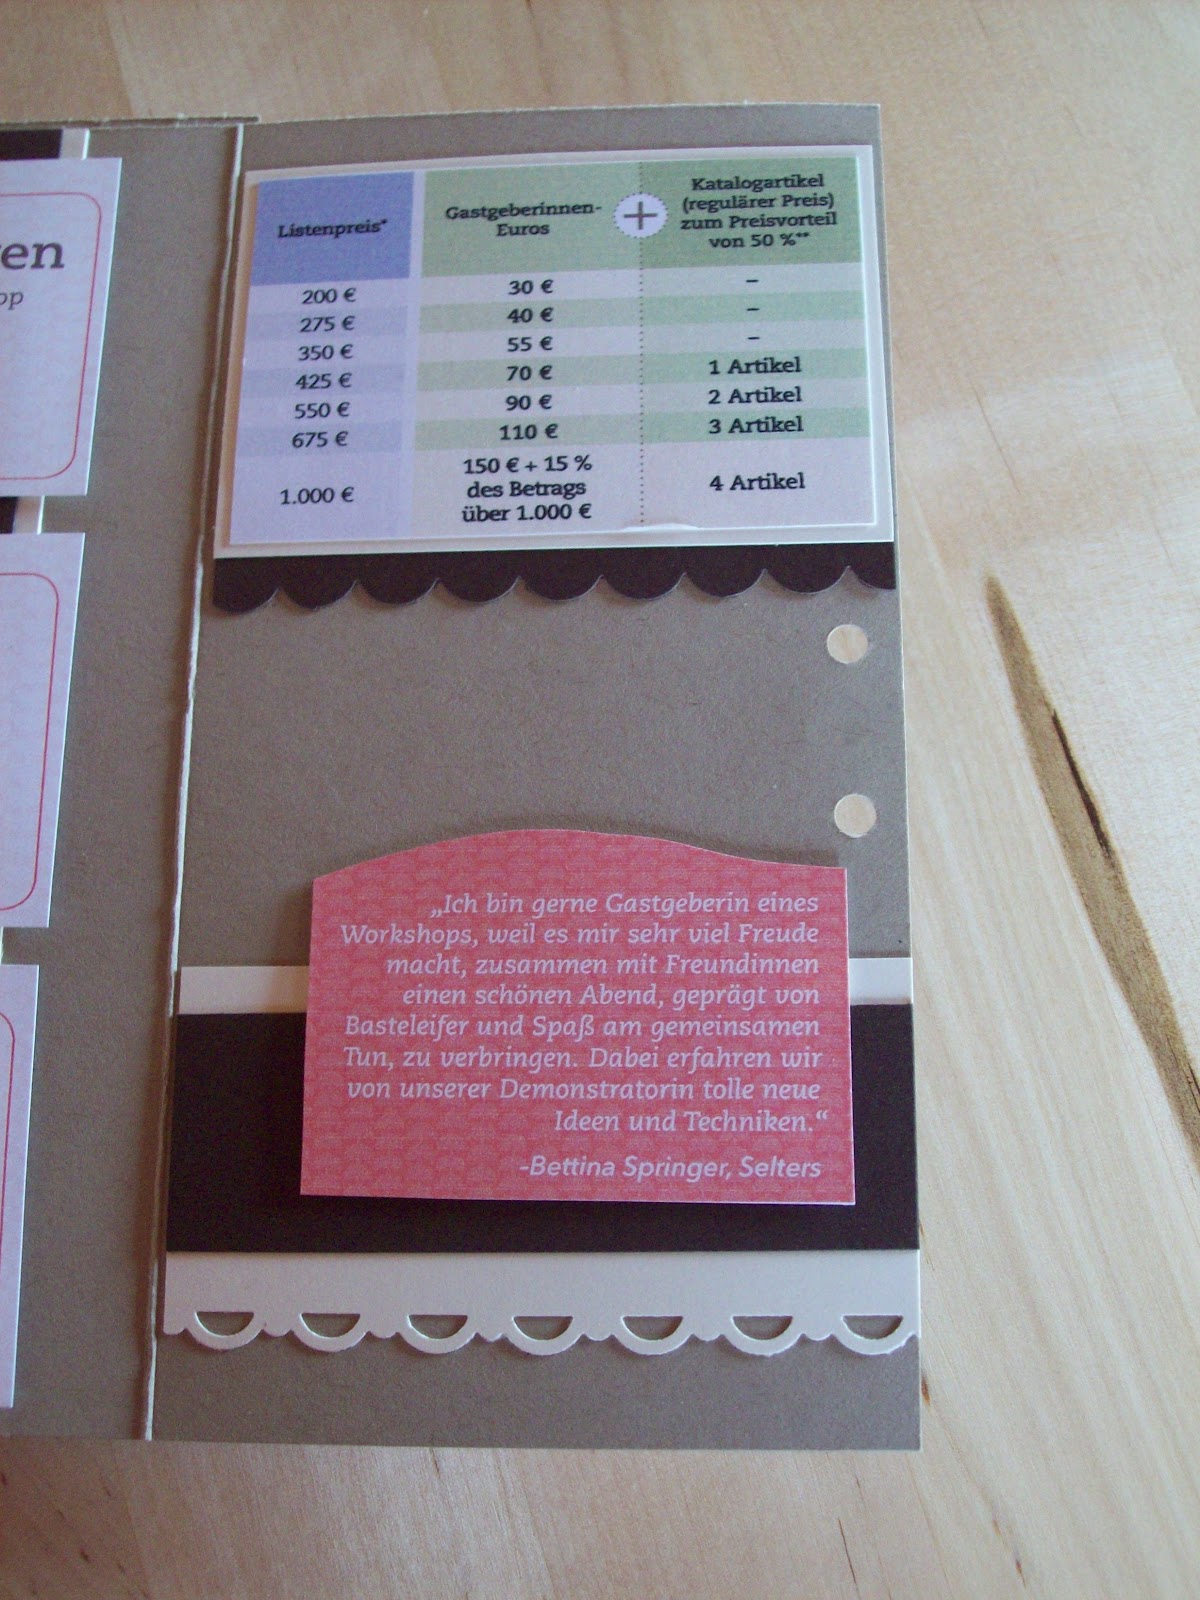 en
pp
Listenpreis*
Gastgeberinnen-
Euros
+
Katalogartikel
(regulärer Preis)
zum Preisvorteil
von 50 %**
200 € 30 € –
275 € 40 € –
350 € 55 € –
425 € 70 € 1 Artikel
550 € 90 € 2 Artikel
675 € 110 € 3 Artikel
1.000 € 150 € + 15 % 4 Artikel
des Betrags
über 1.000 €
„Ich bin gerne Gastgeberin eines
Workshops, weil es mir sehr viel Freude
macht, zusammen mit Freundinnen
einen schönen Abend, geprägt von
Basteleifer und Spaß am gemeinsamen
Tun, zu verbringen. Dabei erfahren wir
von unserer Demonstratorin tolle neue
Ideen und Techniken.“
-Bettina Springer, Selters